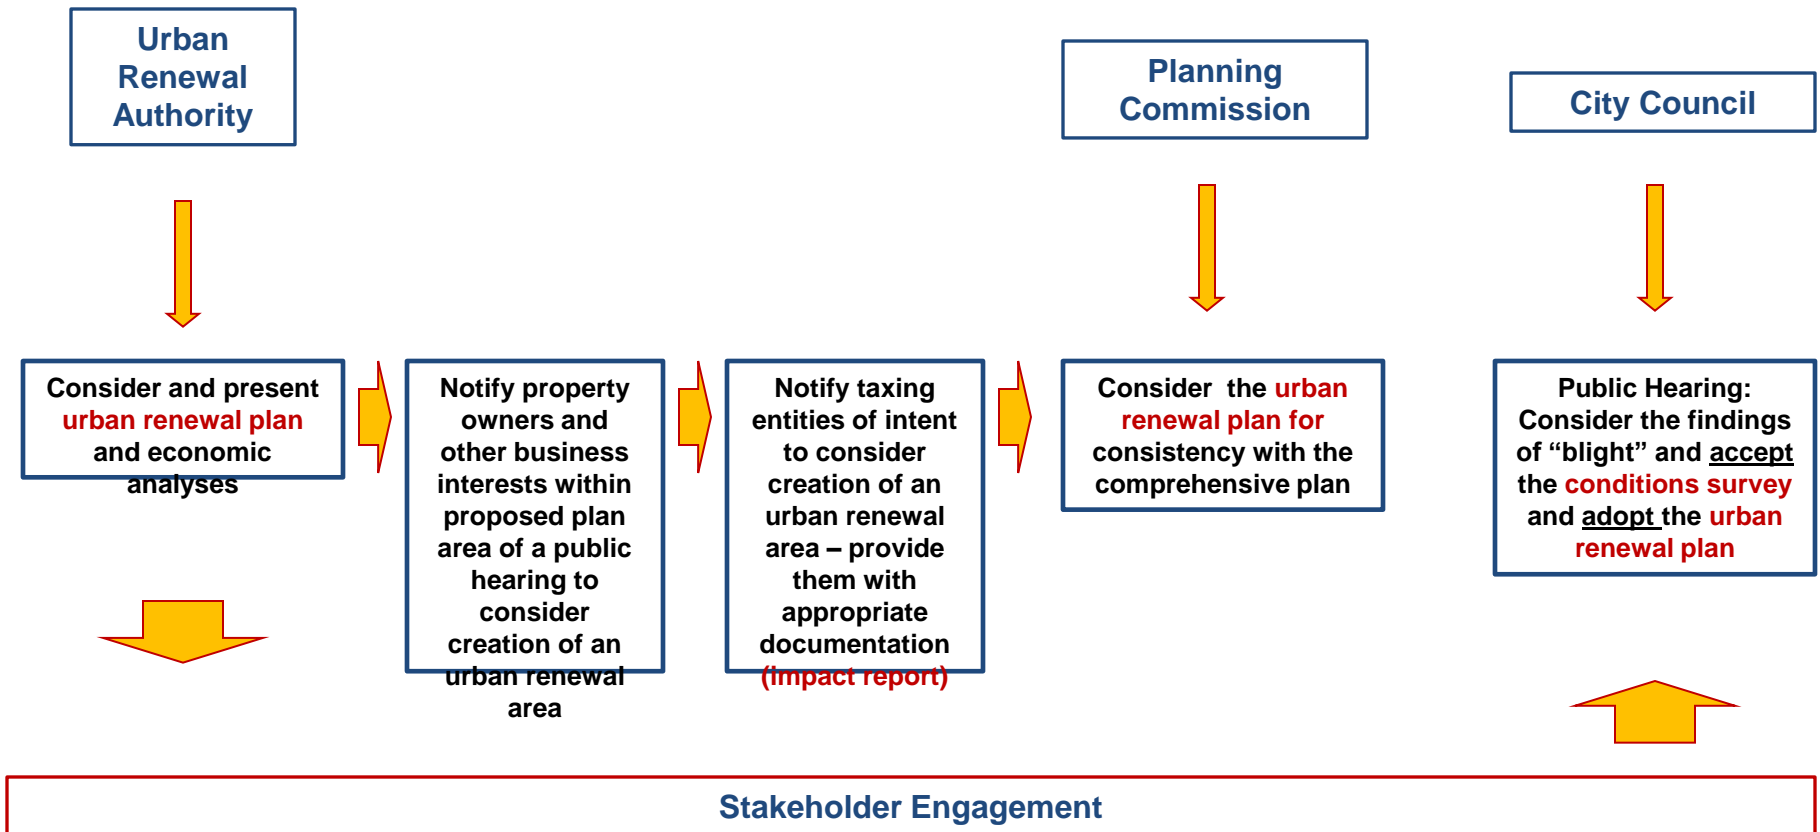 Urban
Renewal
Authority
Planning
Commission
City Council
Consider and present
urban renewal plan
and economic
analyses
Notify property
owners and
other business
interests within
proposed plan
area of a public
hearing to
consider
creation of an
urban renewal
area
Notify taxing
entities of intent
to consider
creation of an
urban renewal
area – provide
them with
appropriate
documentation
(impact report)
Consider the urban
renewal plan for
consistency with the
comprehensive plan
Public Hearing:
Consider the findings
of “blight” and accept
the conditions survey
and adopt the urban
renewal plan
Stakeholder Engagement